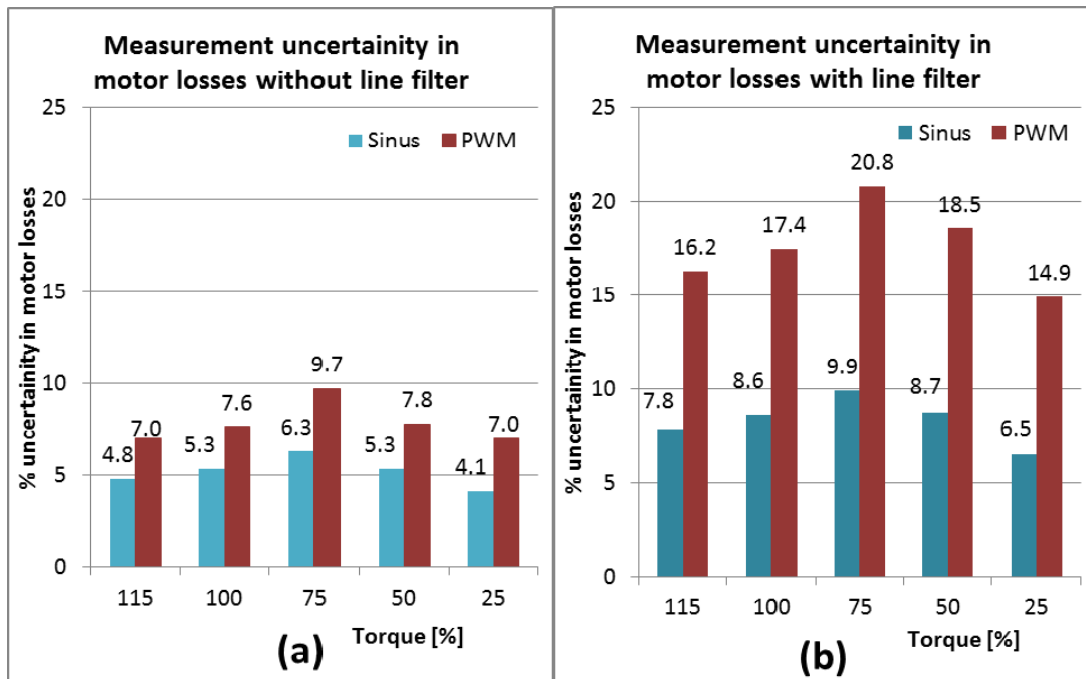 Measurement uncertainity in
motor losses without line filter
% uncertainity in motor losses
25
20
15
10
5
0
Sinus PWM
4.8 7.0 5.3 7.6 6.3 9.7 5.3 7.8 4.1 7.0
115 100 75 50 25
Torque [%]
(a)
Measurement uncertainity in
motor losses with line filter
% uncertainity in motor losses
25
20
15
10
5
0
Sinus PWM
7.8 16.2 8.6 17.4 9.9 20.8 8.7 18.5 6.5 14.9
115 100 75 50 25
Torque [%]
(b)